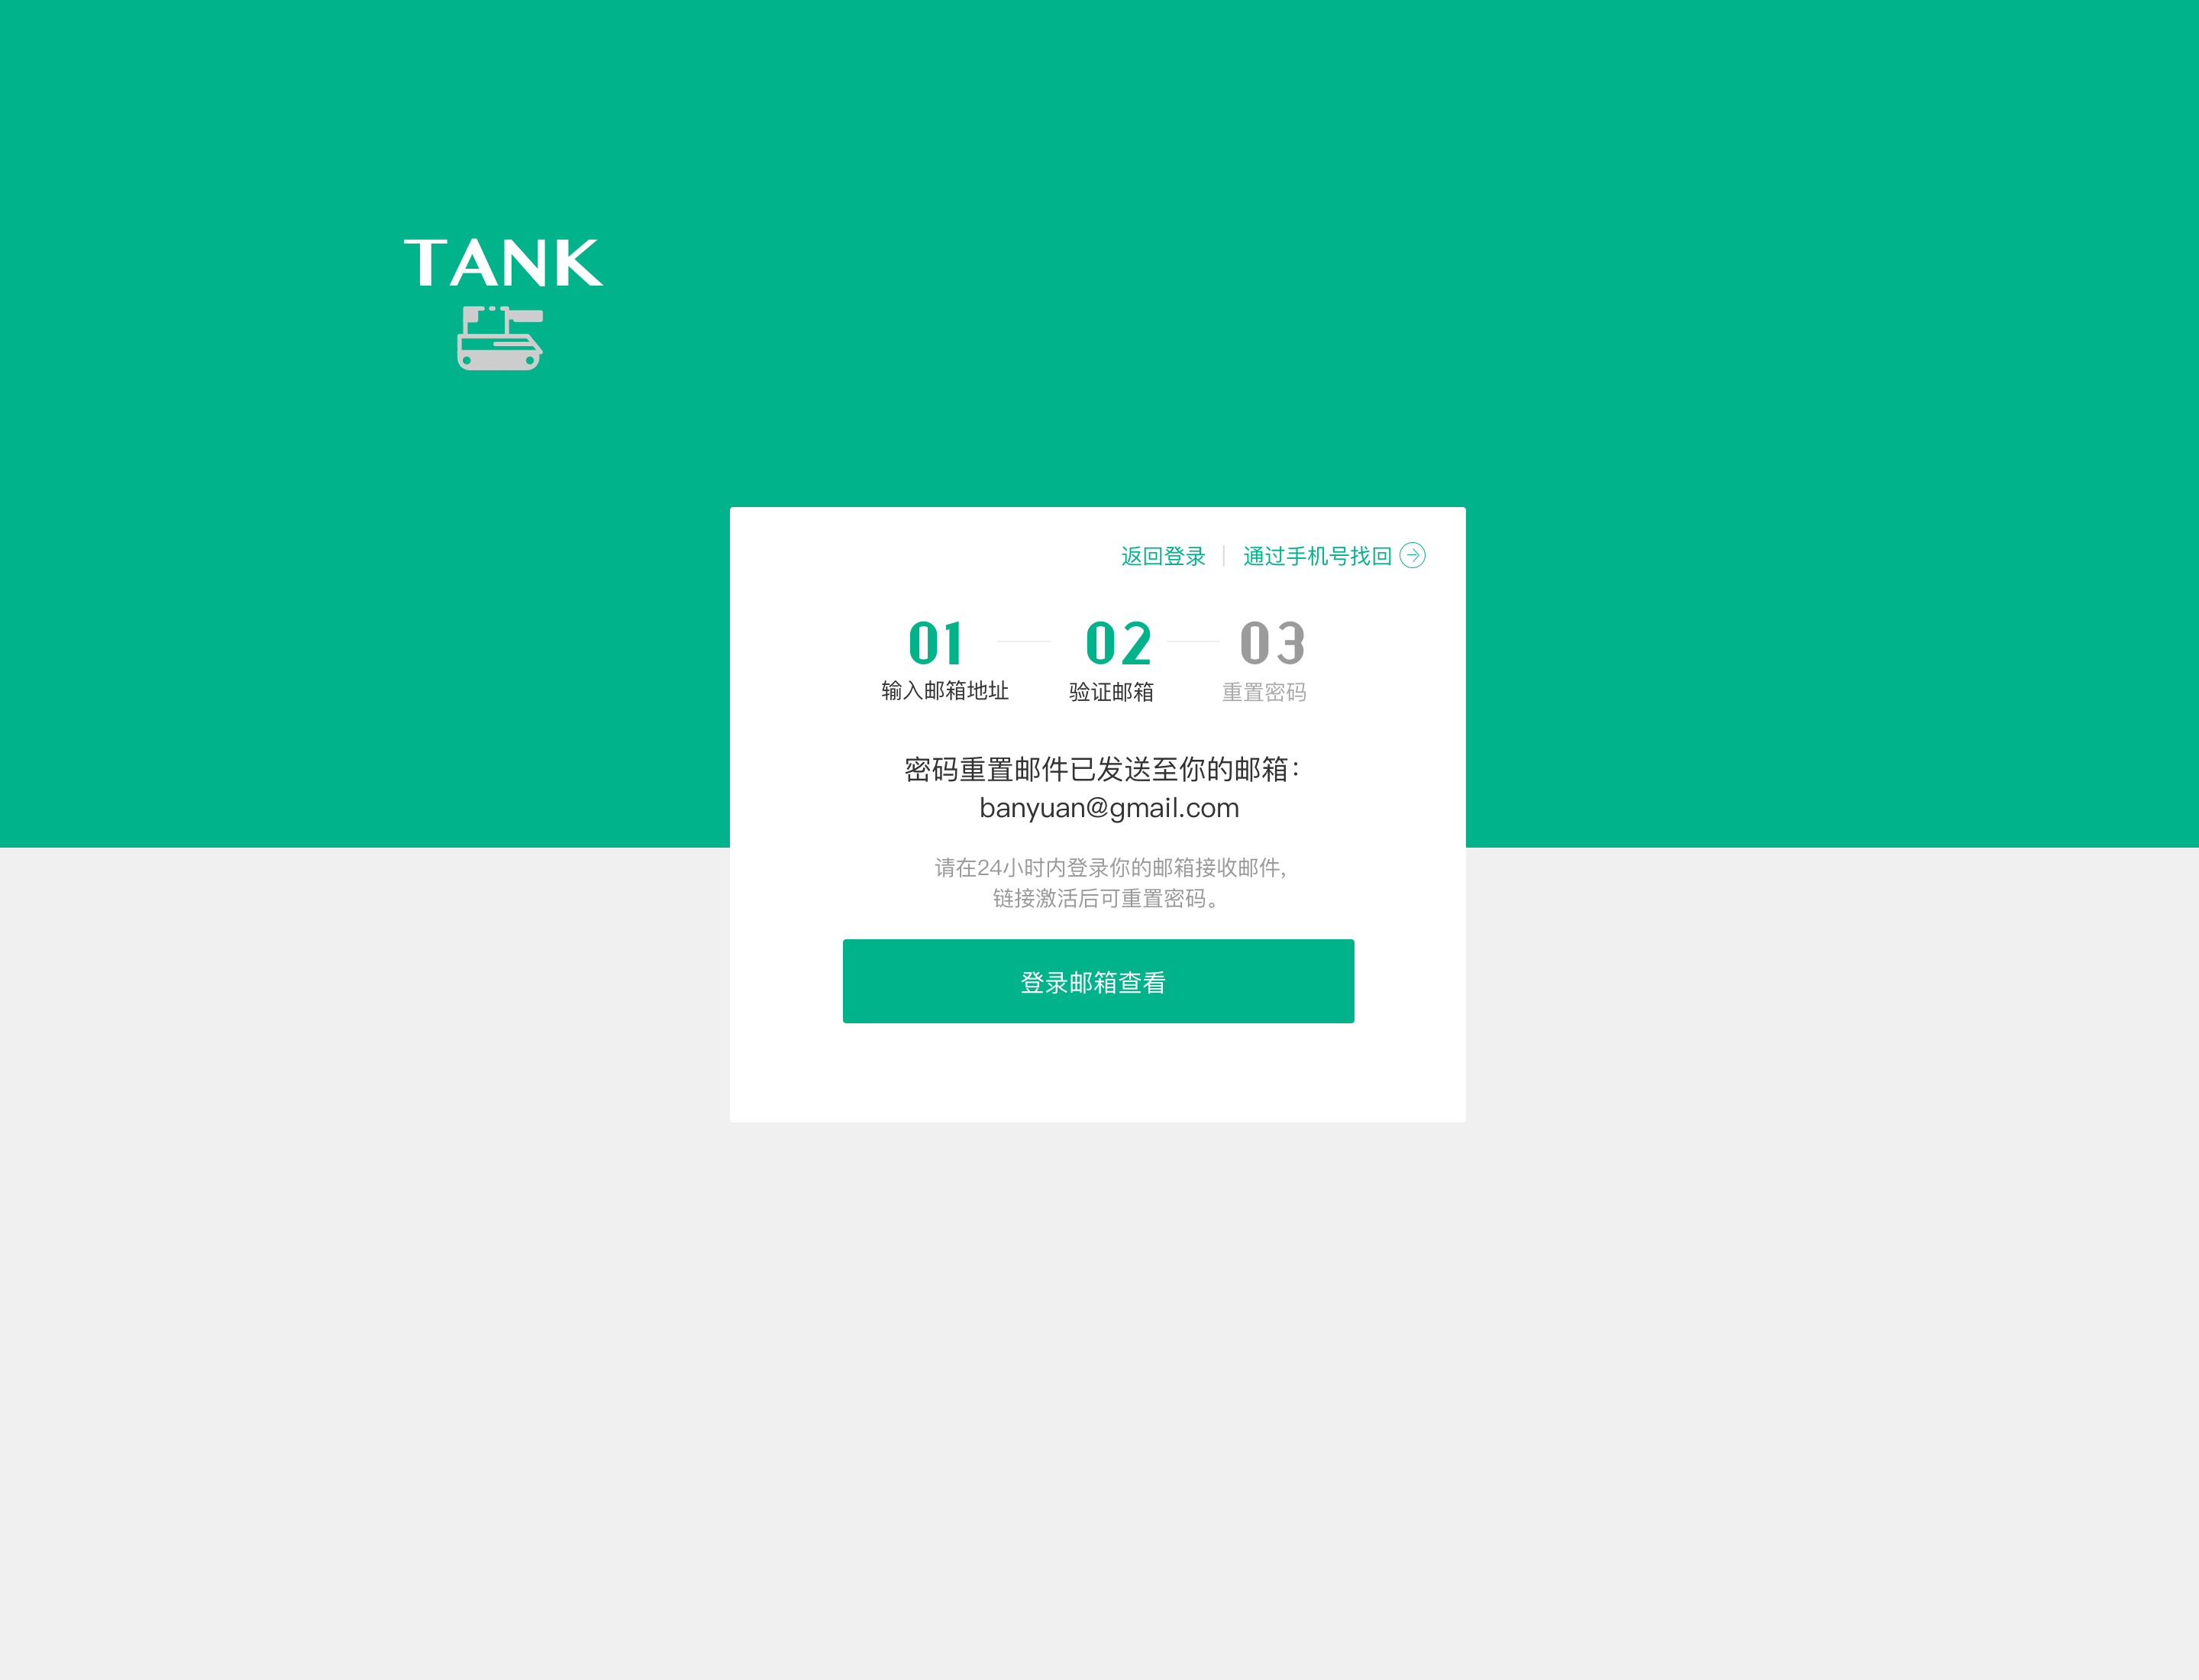 TANK
返回登录 | 通过手机号找回
01 02 03
输入邮箱地址 验证邮箱 重置密码
密码重置邮件已发送至你的邮箱：
banyuan@gmail.com
请在24小时内登录你的邮箱接收邮件，
链接激活后可重置密码。
登录邮箱查看